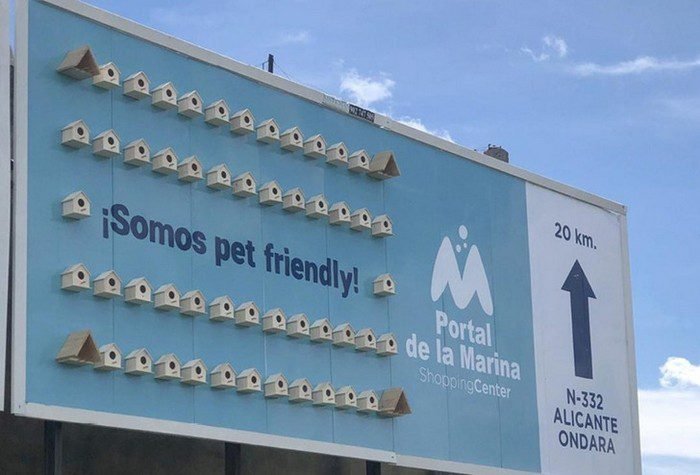 ¡Somos pet friendly!
Portal
de la Marina
ShoppingCenter
20 km.
N-332
ALICANTE
ONDARA